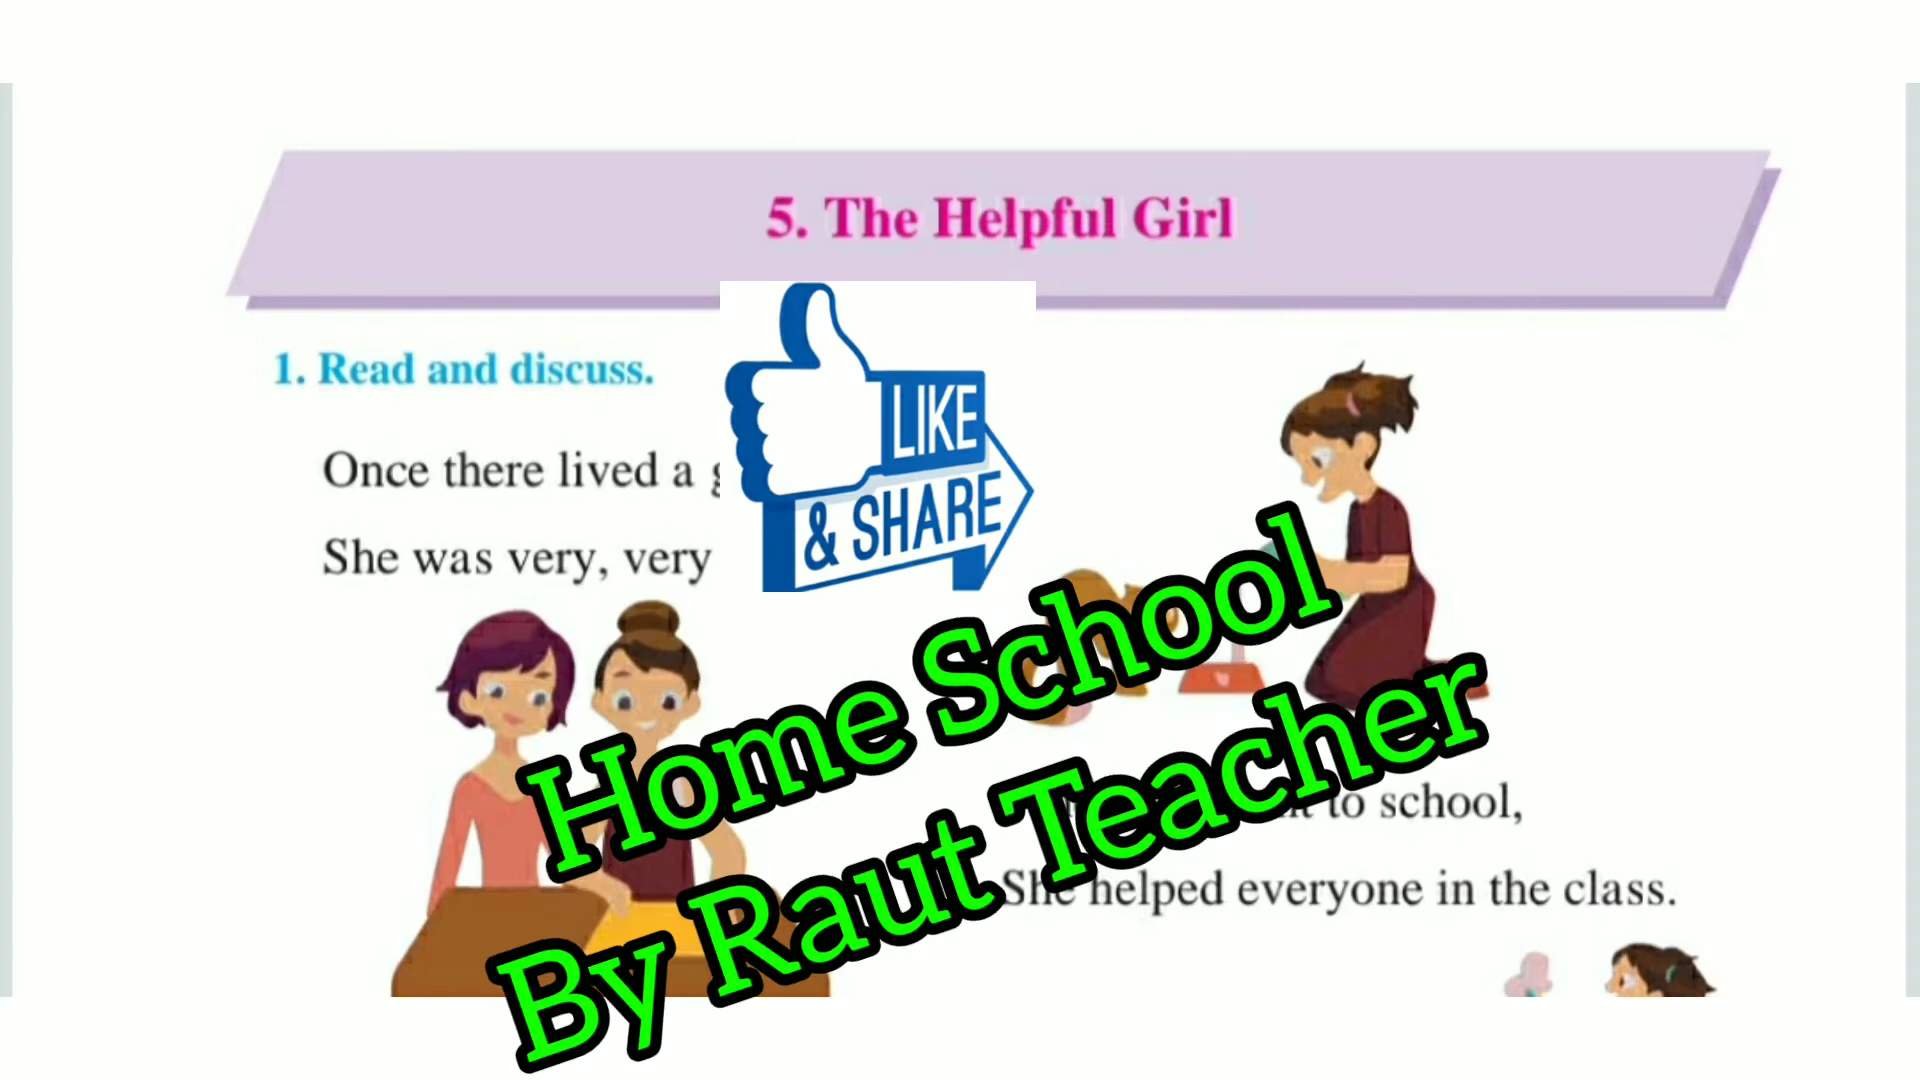 5. The Helpful Girl
1. Read and discuss.
Once there lived a
She was very, very
LIKE
& SHARE
Home School
By Raut Teacher
to school,
She helped everyone in the class.